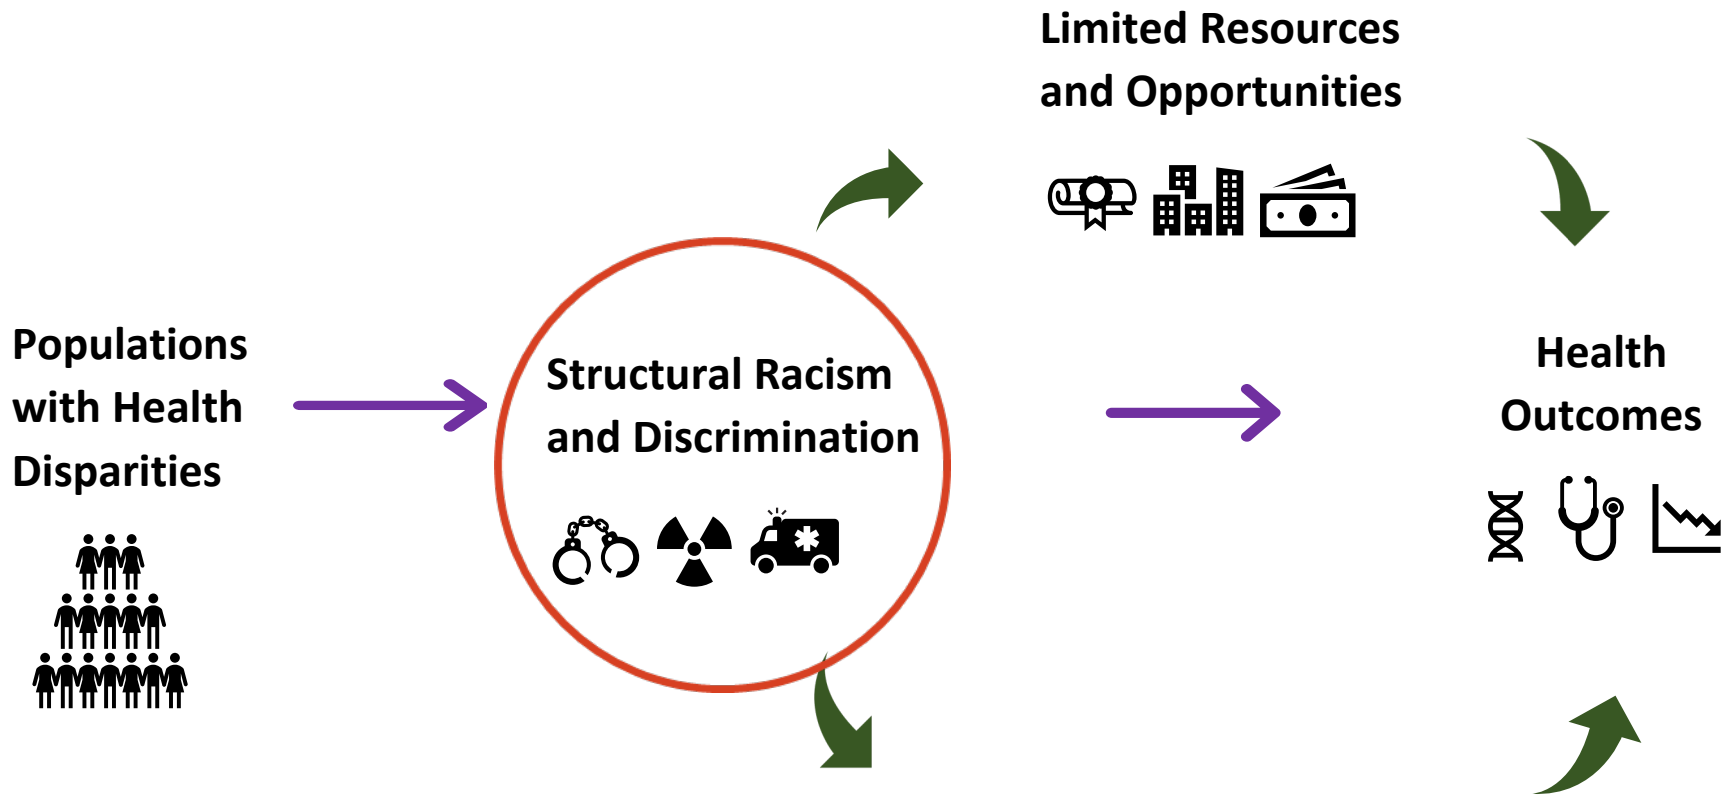 Limited Resources
and Opportunities
Populations
with Health
Disparities
Structural Racism
and Discrimination
Health
Outcomes